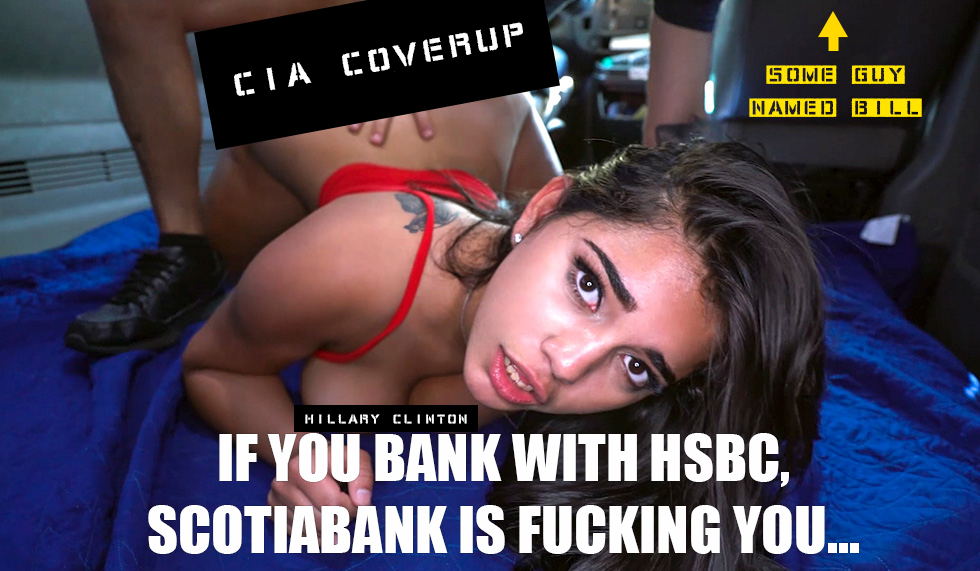 CIA COVERUP
SOME GUY
NAMED BILL
HILLARY CLINTON
IF YOU BANK WITH HSBC,
SCOTIABANK IS FUCKING YOU...